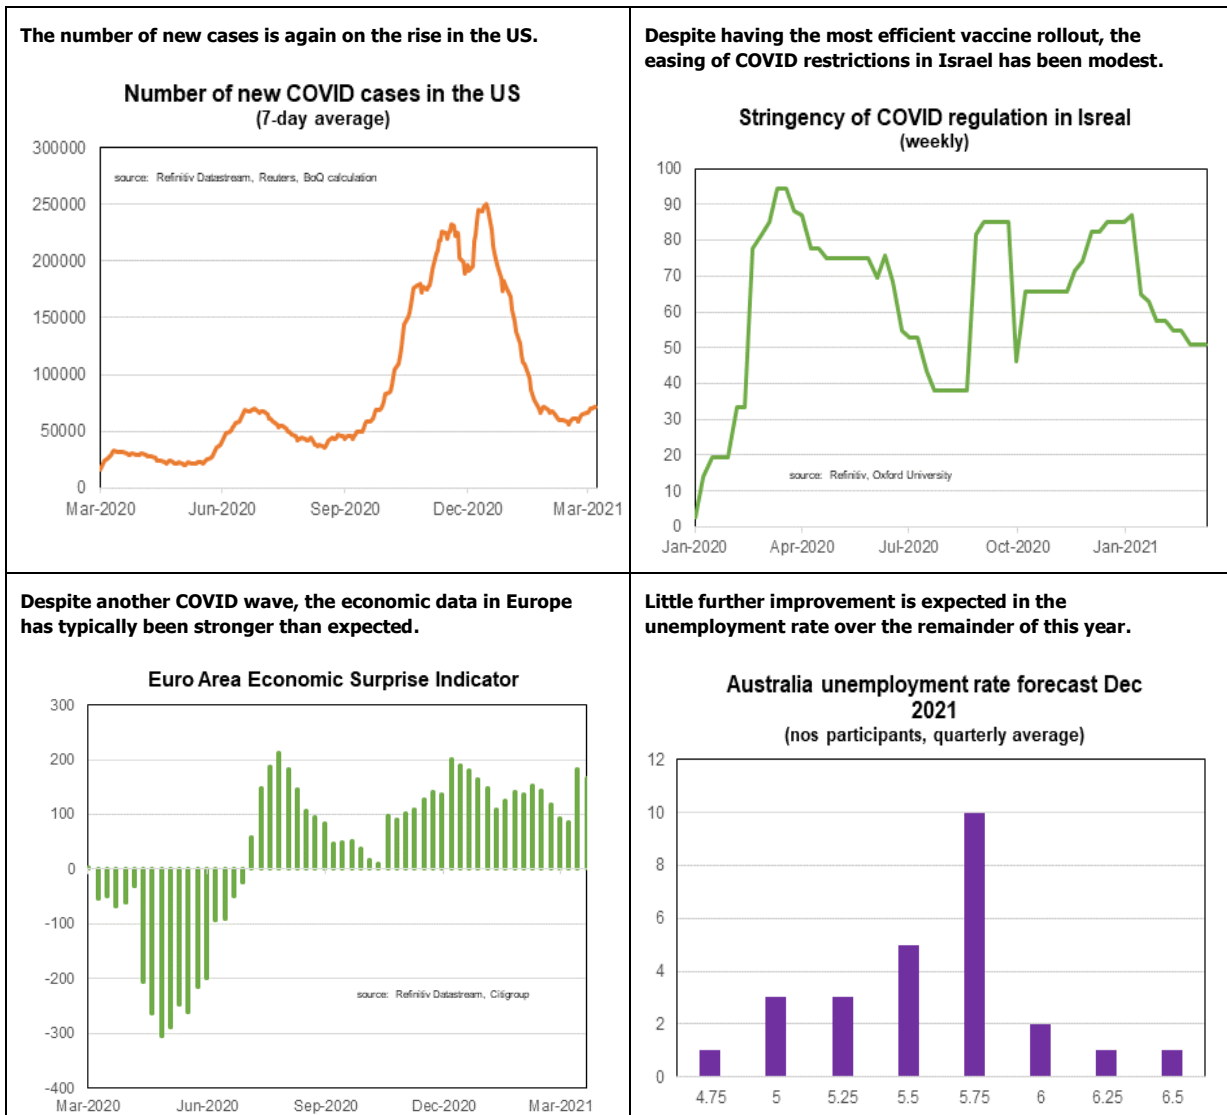 The number of new cases is again on the rise in the US.
Number of new COVID cases in the US
(7-day average)
300000
source: Refinitiv Datastream, Reuters, BoQ calculation
250000
200000
150000
100000
50000
0
Mar-2020 Jun-2020 Sep-2020 Dec-2020 Mar-2021
Despite having the most efficient vaccine rollout, the
easing of COVID restrictions in Israel has been modest.
Stringency of COVID regulation in Isreal
(weekly)
100
90
80
70
60
50
40
30
20
source: Refinitiv, Oxford University
10
0
Jan-2020 Apr-2020 Jul-2020 Oct-2020 Jan-2021
Despite another COVID wave, the economic data in Europe
has typically been stronger than expected.
Euro Area Economic Surprise Indicator
300
200
100
0
-100
-200
source: Refinitiv Datastream, Citigroup
-300
-400
Mar-2020 Jun-2020 Sep-2020 Dec-2020 Mar-2021
Little further improvement is expected in the
unemployment rate over the remainder of this year.
Australia unemployment rate forecast Dec
2021
(nos participants, quarterly average)
12
10
8
6
4
2
0
4.75 5 5.25 5.5 5.75 6 6.25 6.5